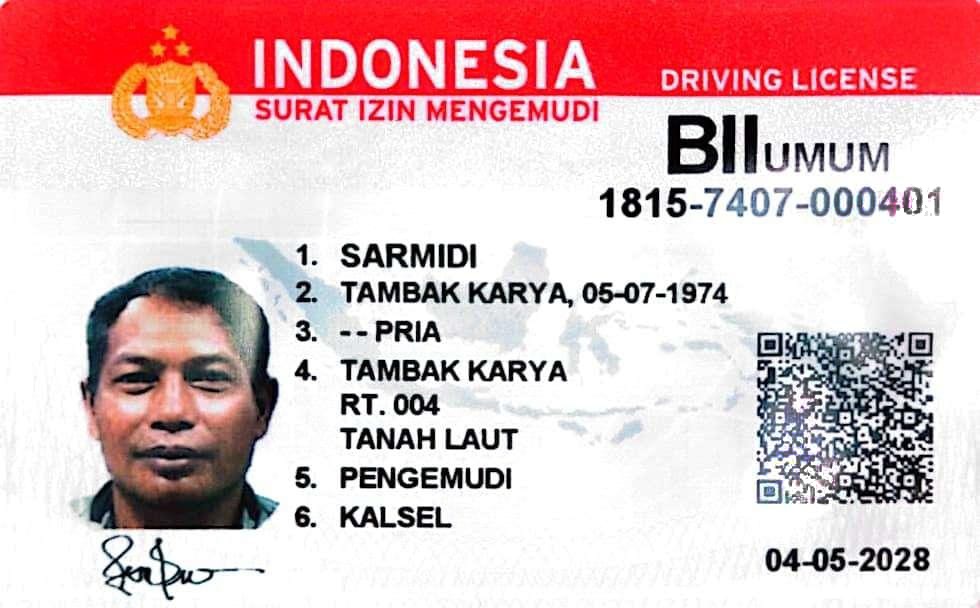 INDONESIA
SURAT IZIN MENGEMUDI
DRIVING LICENSE
BII UMUM
1815-7407-000401
1. SARMIDI
2. TAMBAK KARYA, 05-07-1974
3. - - PRIA
4. TAMBAK KARYA
RT. 004
TANAH LAUT
5. PENGEMUDI
6. KALSEL
04-05-2028